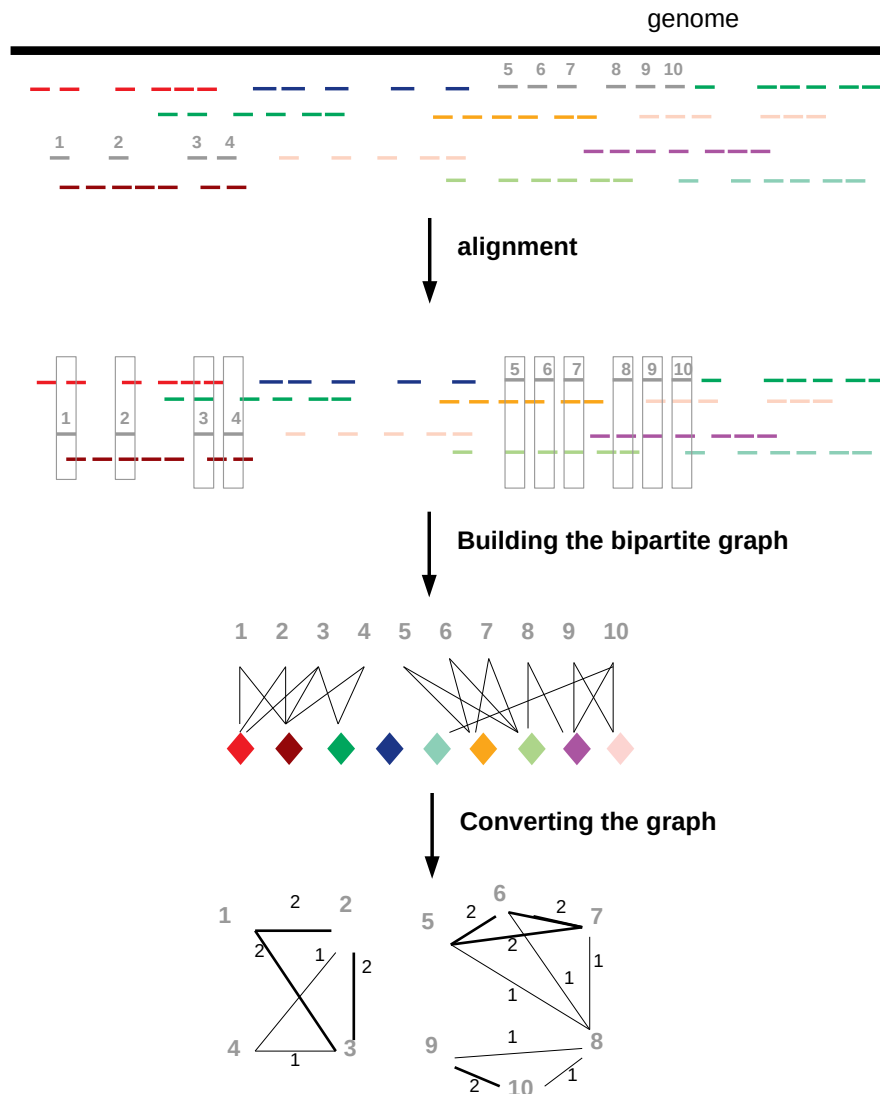 genome
5 6 7 8 9 10
1 2 3 4
alignment
5 6 7 8 9 10
1 2 3 4
Building the bipartite graph
1 2 3 4 5 6 7 8 9 10
Converting the graph
6
2 2 2 2 7
1 5
2 1 2 2 1
1 1
1
4 3 9 8
1 1
2 10